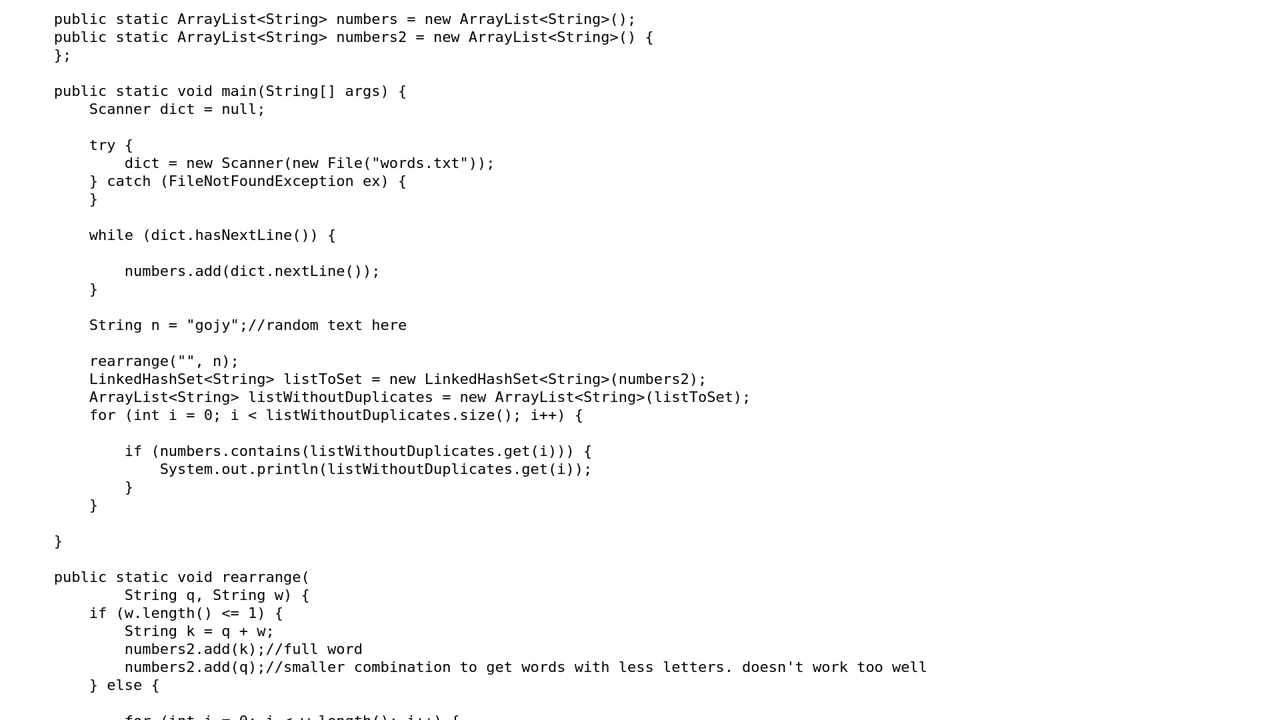 public static ArrayList<String> numbers = new ArrayList<String>();
public static ArrayList<String> numbers2 = new ArrayList<String>() {
};
public static void main(String[] args) {
Scanner dict = null;
try {
dict = new Scanner(new File("words.txt"));
} catch (FileNotFoundException ex) {
}
while (dict.hasNextLine()) {
numbers.add(dict.nextLine());
}
String n = "gojy";//random text here
rearrange("", n);
LinkedHashSet<String> listToSet = new LinkedHashSet<String>(numbers2);
ArrayList<String> listWithoutDuplicates = new ArrayList<String>(listToSet);
for (int i = 0; i < listWithoutDuplicates.size(); i++) {
if (numbers.contains(listWithoutDuplicates.get(i))) {
System.out.println(listWithoutDuplicates.get(i));
}
}
}
public static void rearrange(
String q, String w) {
if (w.length() <= 1) {
String k = q + w;
numbers2.add(k);//full word
numbers2.add(q);//smaller combination to get words with less letters. doesn't work too well
} else {
for (int i = 0; i < w.length(); i++) {